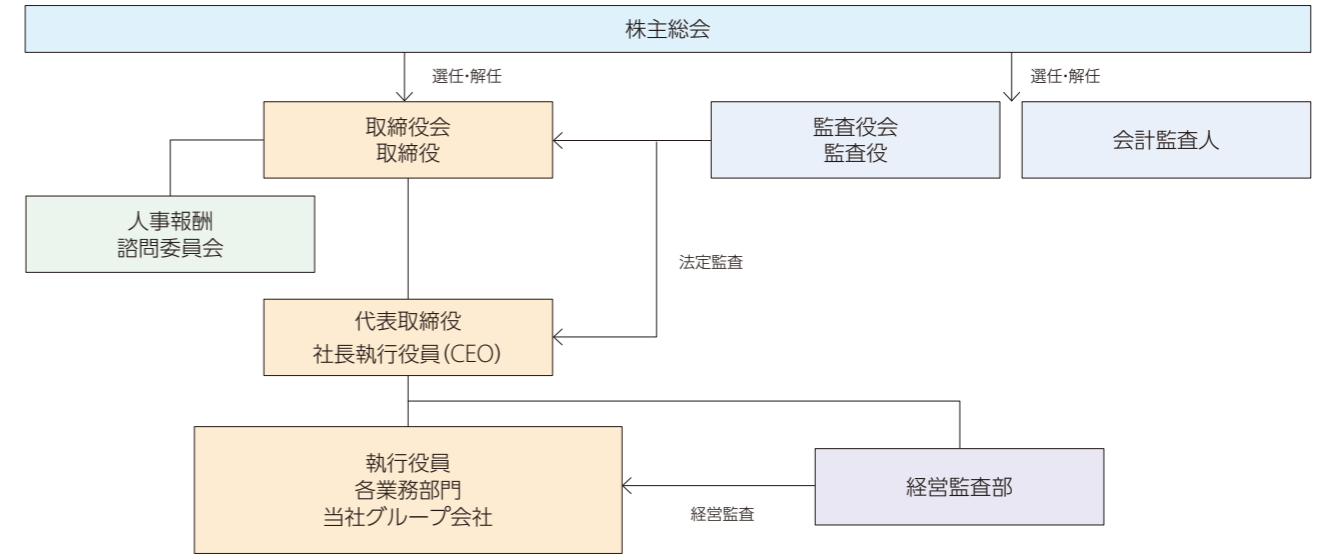 株主総会
選任・解任
選任・解任
取締役会
取締役
監査役会
監査役
会計監査人
人事報酬
諮問委員会
法定監査
代表取締役
社長執行役員(CEO)
執行役員
各業務部門
当社グループ会社
経営監査部
経営監査